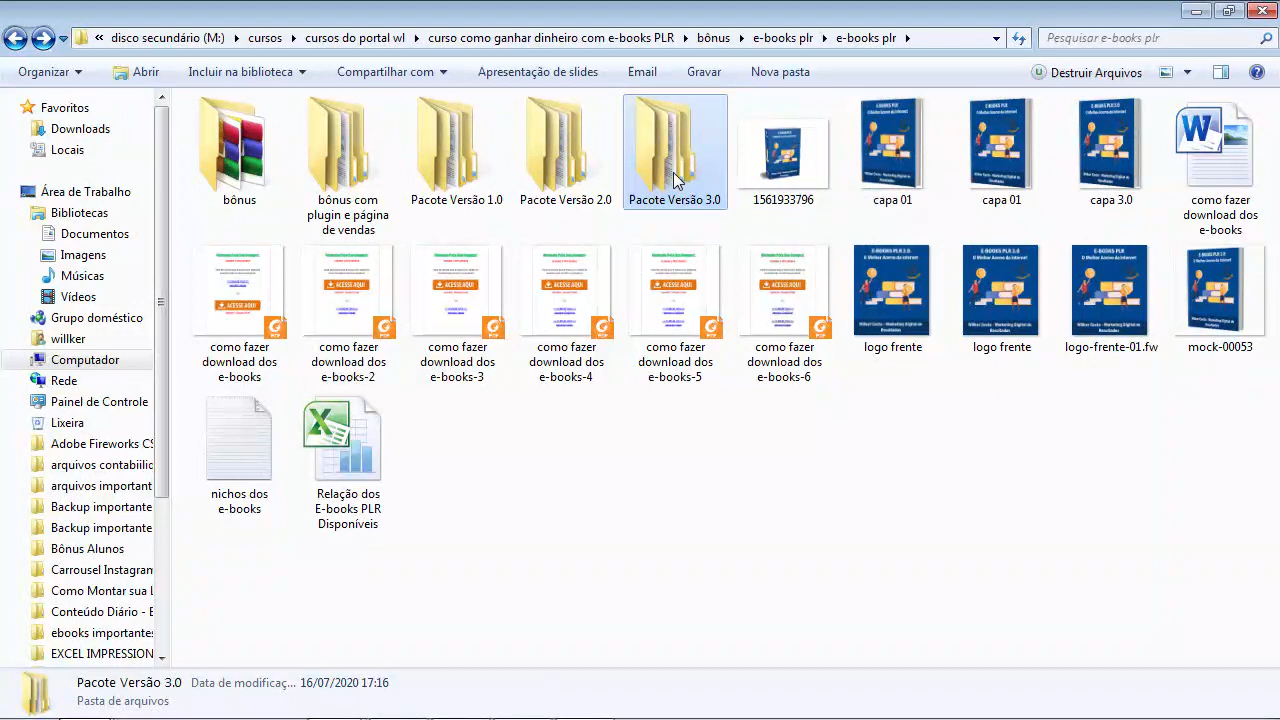 « disco secundário (M:) ▸ cursos ▸ cursos do portal wl ▸ curso como ganhar dinheiro com e-books PLR ▸ bônus ▸ e-books plr ▸ e-books plr ▸
Pesquisar e-books plr
Organizar
Abrir
Incluir na biblioteca
Compartilhar com
Apresentação de slides
Email
Gravar
Nova pasta
Destruir Arquivos
Favoritos
Downloads
Locais
Área de Trabalho
Bibliotecas
Documentos
Músicas
Grupo doméstico
Computador
Rede
Painel de Controle
Lixeira
Adobe Fireworks CS
arquivos contabilic
arquivos important
Backup importante
Backup importante
Bônus Alunos
Carrousel Instagram
Como Montar sua L
Conteúdo Diário - E
ebooks importante
EXCEL IMPRESSION
bônus
bônus com
plugin e página
de vendas
Pacote Versão 1.0
Pacote Versão 2.0
Pacote Versão 3.0
1561933796
capa 01
capa 01
capa 3.0
como fazer
download dos
e-books
como fazer
download dos
e-books
como fazer
download dos
e-books-2
como fazer
download dos
e-books-3
como fazer
download dos
e-books-4
como fazer
download dos
e-books-5
como fazer
download dos
e-books-6
logo frente
logo frente
logo-frente-01.fw
mock-00053
nichos dos
e-books
Relação dos
E-books PLR
Disponíveis
Pacote Versão 3.0
Data de modificaç... 16/07/2020 17:16
Pasta de arquivos